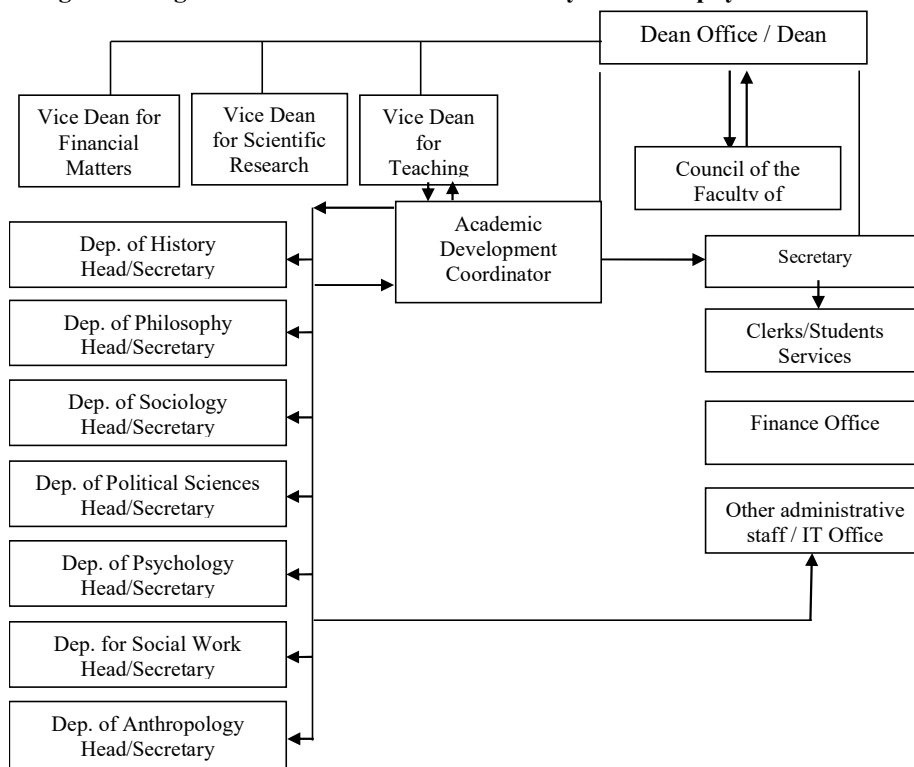 Dean Office / Dean
Vice Dean for
Financial
Matters
Vice Dean
for Scientific
Research
Vice Dean
for
Teaching
Council of the
Faculty of
Academic
Development
Coordinator
Secretary
Dep. of History
Head/Secretary
Clerks/Students
Services
Dep. of Philosophy
Head/Secretary
Dep. of Sociology
Head/Secretary
Finance Office
Dep. of Political Sciences
Head/Secretary
Other administrative
staff / IT Office
Dep. of Psychology
Head/Secretary
Dep. for Social Work
Head/Secretary
Dep. of Anthropology
Head/Secretary